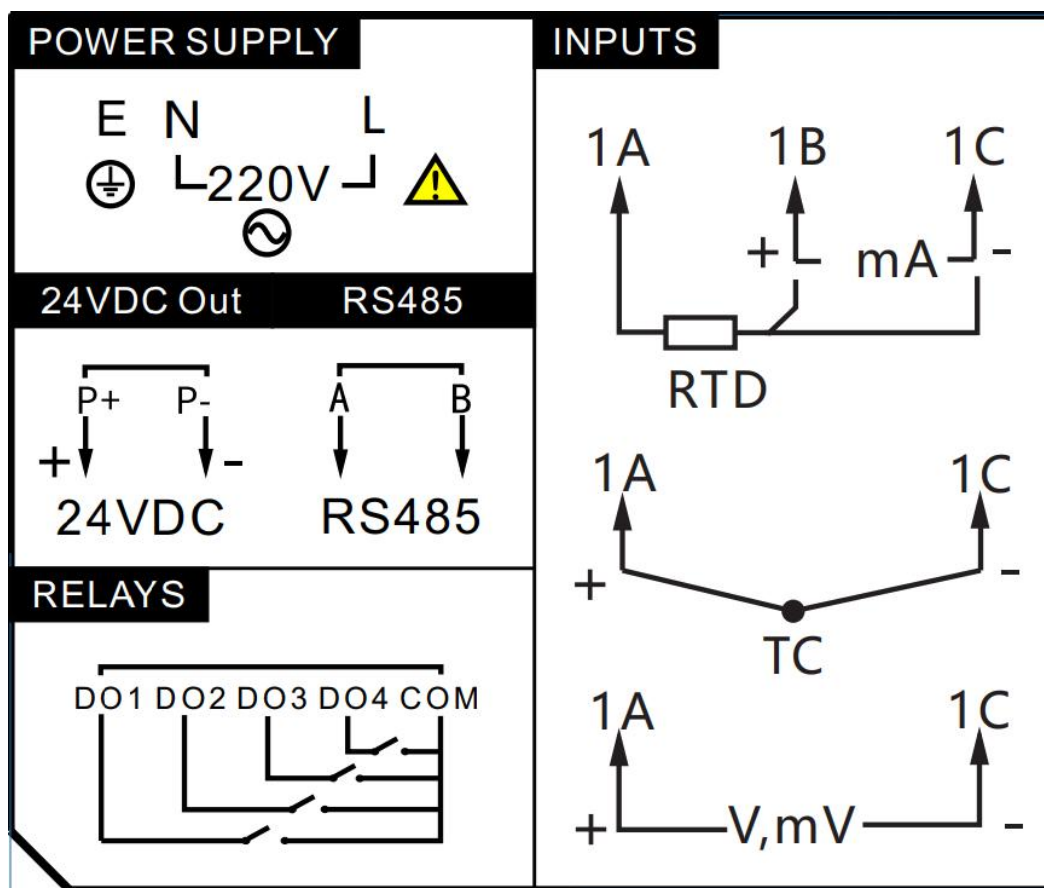 POWER SUPPLY
E N L
220V
24VDC Out RS485
P+ P-
+ -
24VDC
A B
RS485
RELAYS
DO1 DO2 DO3 DO4 COM
INPUTS
1A 1B 1C
+ mA -
RTD
1A 1C
+ -
TC
1A 1C
+ V,mV -